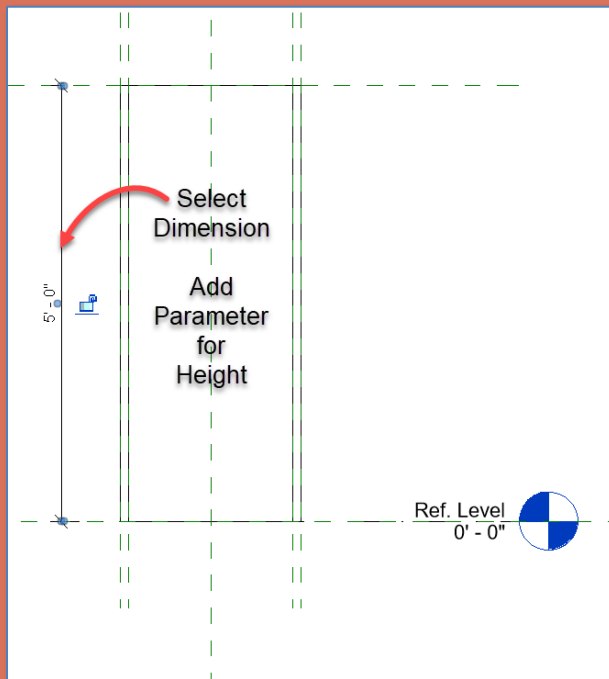 Select
Dimension
Add
Parameter
for
Height
5' - 0"
Ref. Level
0' - 0"